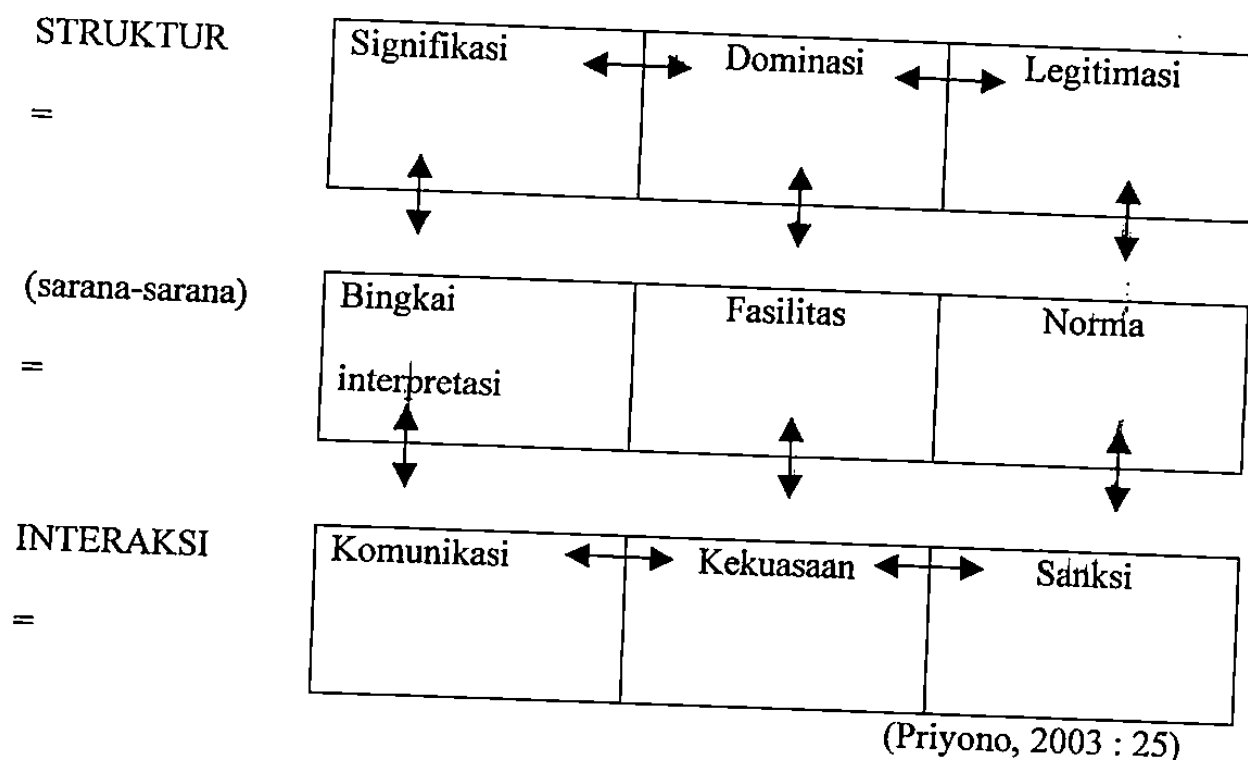 STRUKTUR Signifikasi Dominasi Legitimasi
=
(sarana-sarana) Bingkai Fasilitas Norma
= interpretasi
INTERAKSI Komunikasi Kekuasaan Sanksi
=
(Priyono, 2003 : 25)